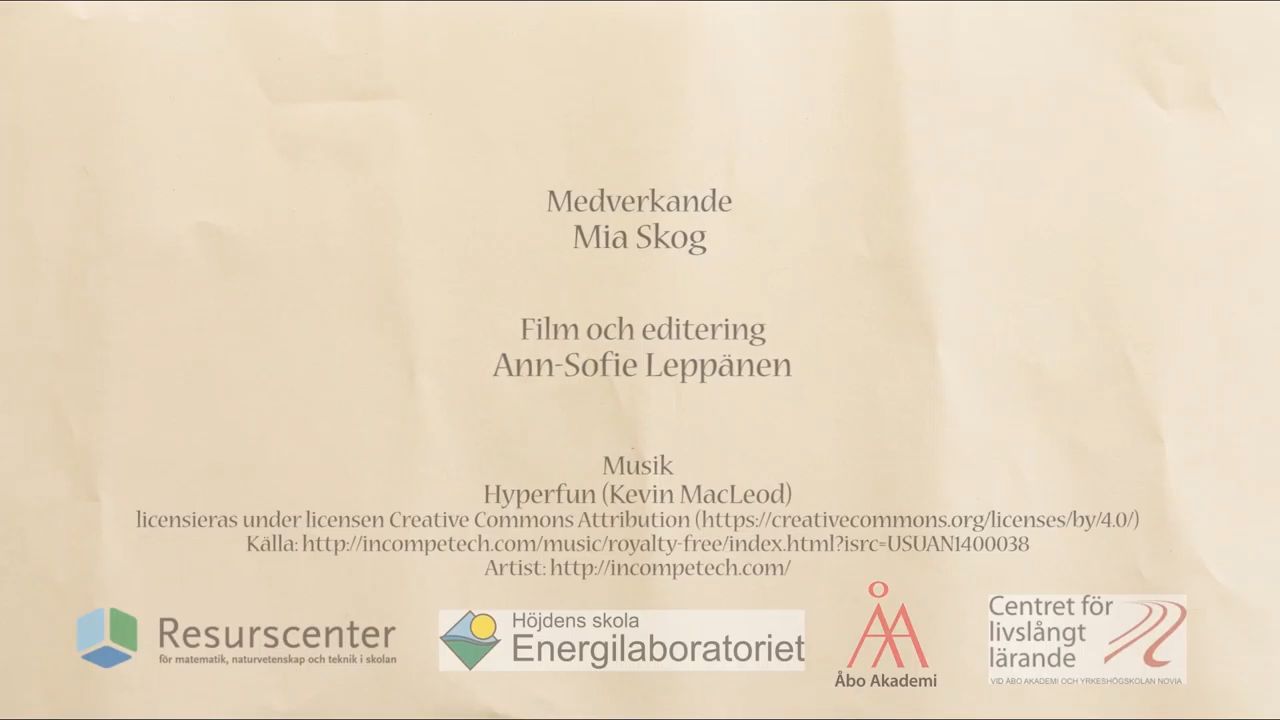 Medverkande
Mia Skog
Film och editering
Ann-Sofie Leppänen
Musik
Hyperfun (Kevin MacLeod)
licensieras under licensen Creative Commons Attribution (https://creativecommons.org/licenses/by/4.0/)
Källa: http://incompetech.com/music/royalty-free/index.html?isrc=USUAN1400038
Artist: http://incompetech.com/
Resurscenter
för matematik, naturvetenskap och teknik i skolan
Höjdens skola
Energilaboratoriet
Åbo Akademi
Centret för
livslångt
lärande
VID ÅBO AKADEMI OCH YRKESHÖGSKOLAN NOVIA